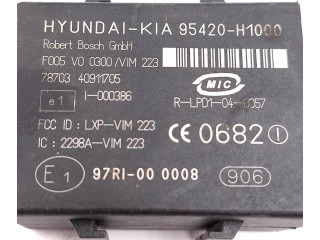 HYUNDAI-KIA 95420-H1000
Robert Bosch GmbH
F005 V0 0300/VIM 223
78703 40911705
e1 I-000386
MIC
R-LPD1-04-0057
FCC ID : LXP-VIM 223
IC : 2298A-VIM 223
CE 0682 !
E1 97RI-00 0008 906